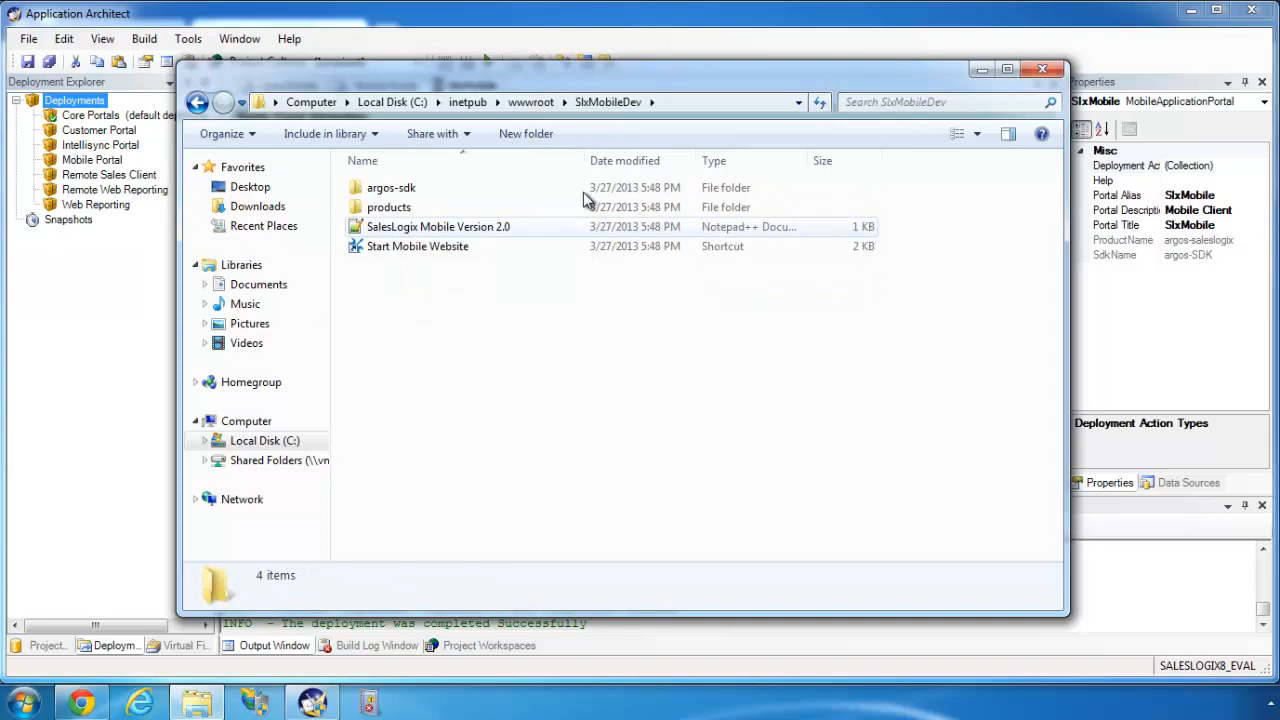 Application Architect
File Edit View Build Tools Window Help
Deployment Explorer
Deployments
Core Portals (default de
Customer Portal
Intellisync Portal
Mobile Portal
Remote Sales Client
Remote Web Reporting
Web Reporting
Snapshots
Computer Local Disk (C:) inetpub wwwroot SlxMobileDev
Search SlxMobileDev
Organize Include in library Share with New folder
Favorites
Desktop
Downloads
Recent Places
Libraries
Documents
Music
Pictures
Videos
Homegroup
Computer
Local Disk (C:)
Shared Folders (\\vn
Network
Name Date modified Type Size
argos-sdk 3/27/2013 5:48 PM File folder
products 3/27/2013 5:48 PM File folder
SalesLogix Mobile Version 2.0 3/27/2013 5:48 PM Notepad++ Docu... 1 KB
Start Mobile Website 3/27/2013 5:48 PM Shortcut 2 KB
4 items
Properties
SlxMobile MobileApplicationPortal
Misc
Deployment Ac (Collection)
Help
Portal Alias SlxMobile
Portal Descripti Mobile Client
Portal Title SlxMobile
ProductName argos-saleslogix
SdkName argos-SDK
Deployment Action Types
Properties Data Sources
INFO - The deployment was completed Successfully
Project... Deploym... Virtual Fi... Output Window Build Log Window Project Workspaces
SALESLOGIX8_EVAL